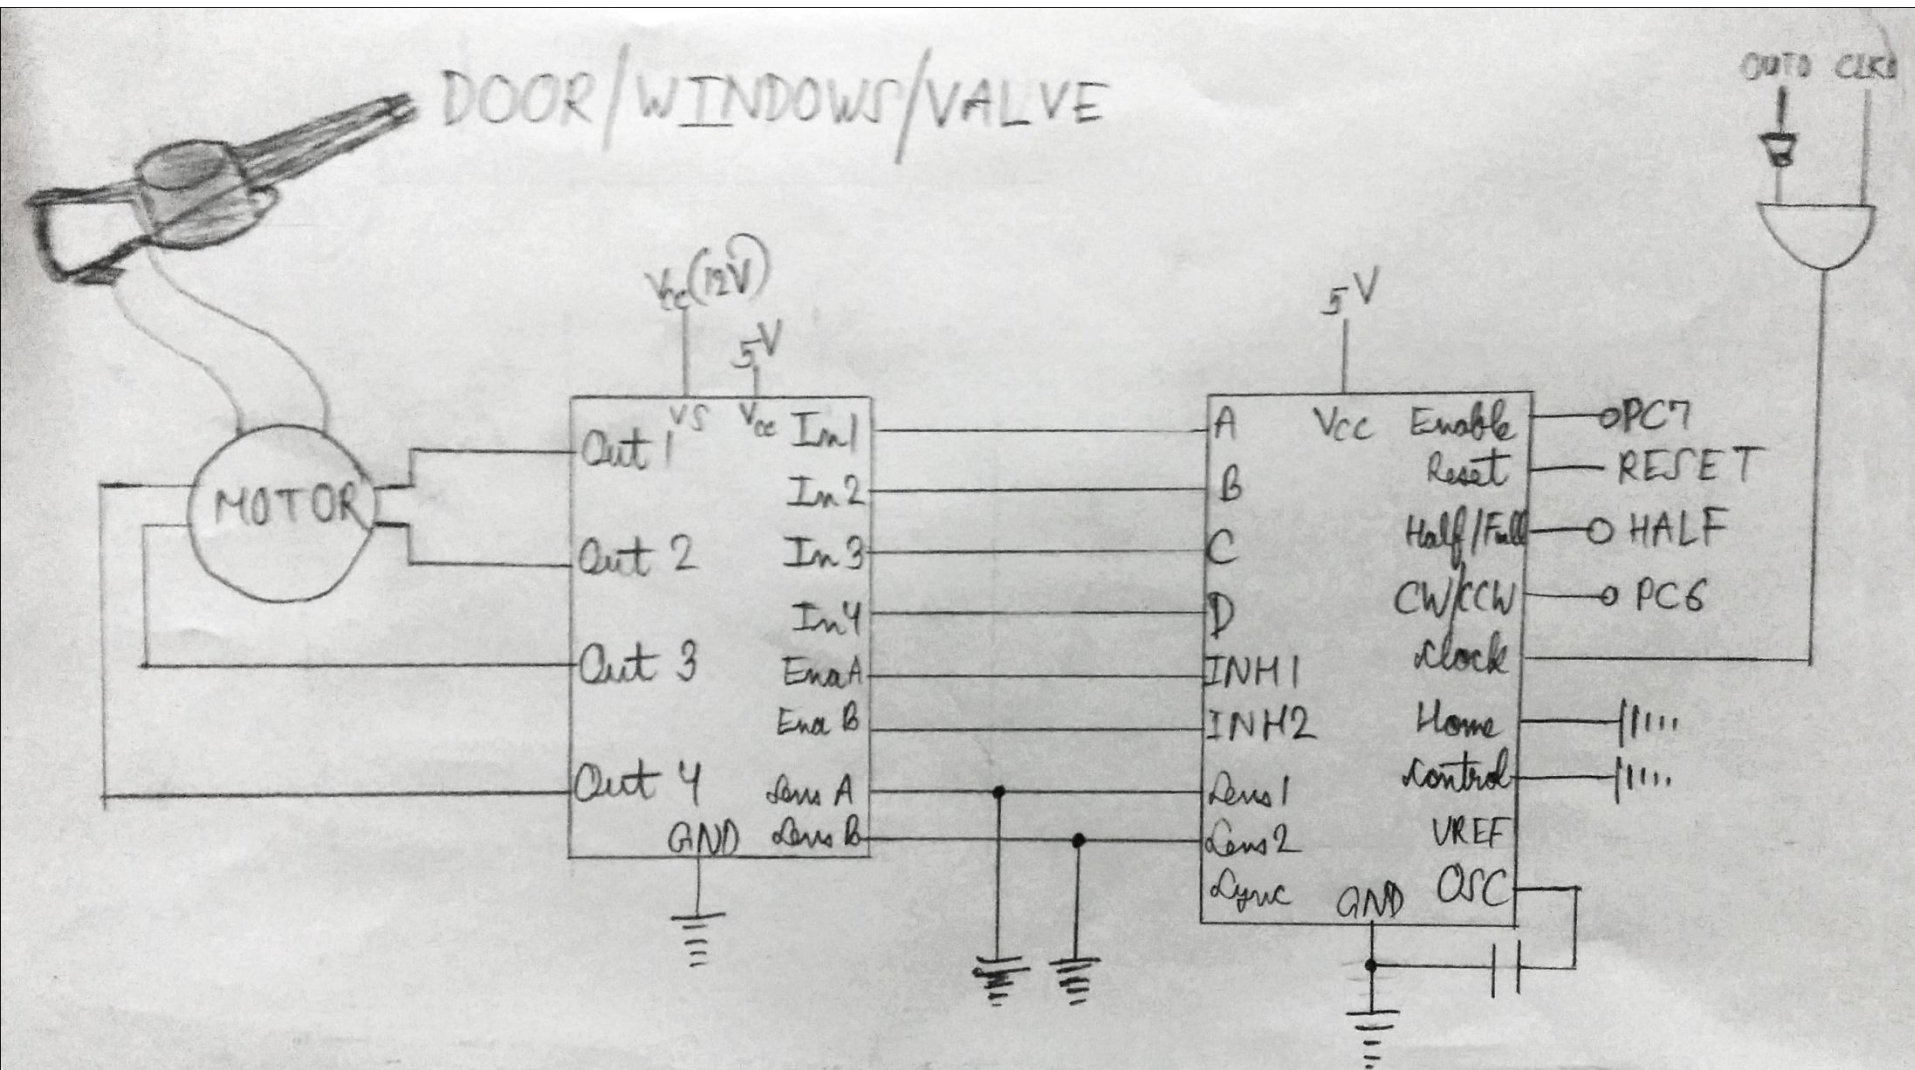 OUT0 CLK0
DOOR/WINDOWS/VALVE
Vcc(12V)
5V
5V
MOTOR
VS Vcc
Out 1
Out 2
Out 3
Out 4
GND
In1
In2
In3
In4
EnaA
Ena B
Sens A
Sens B
A
B
C
D
INH1
INH2
Sens1
Sens2
Sync
Vcc
GND
Enable PC7
Reset RESET
Half/Full HALF
CW/CCW PC6
Clock
Home
Control
VREF
OSC